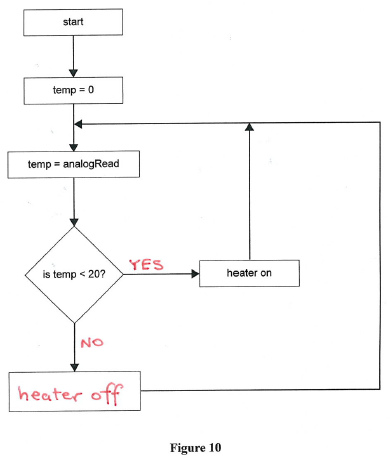 start
temp = 0
temp = analogRead
is temp < 20?
YES
heater on
NO
heater off
Figure 10